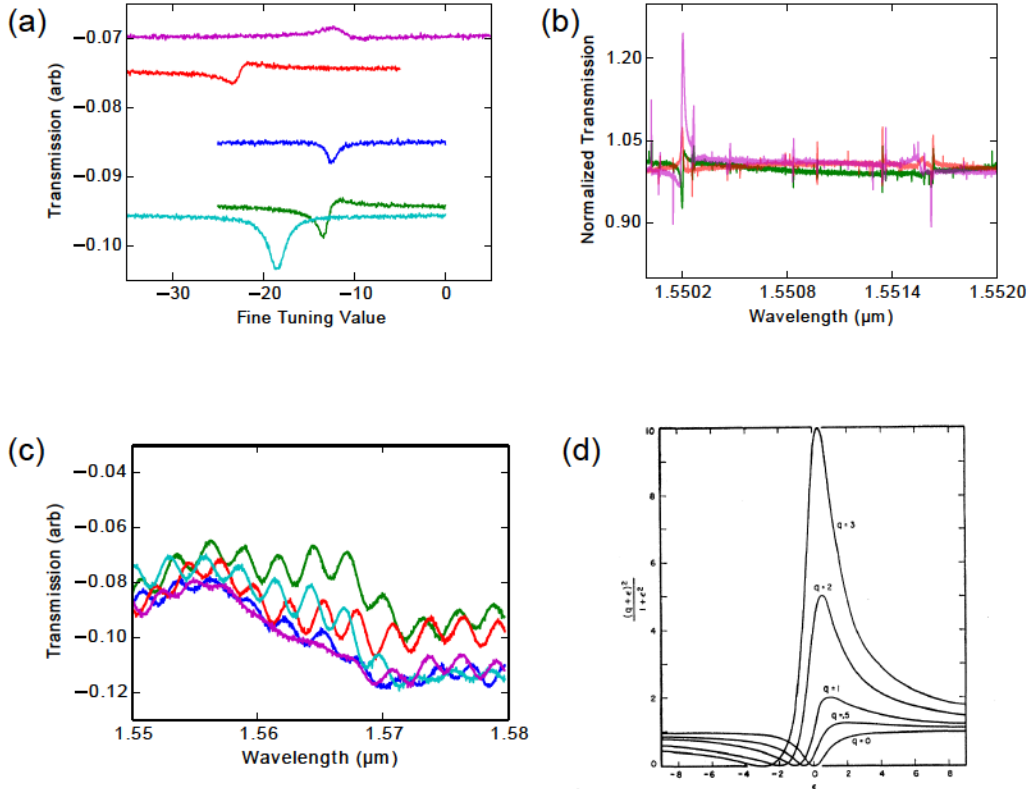 (a)
−0.07
−0.08
−0.09
−0.10
Transmission (arb)
−30
−20
−10
0
Fine Tuning Value
(b)
1.20
1.05
0.90
Normalized Transmission
1.5502
1.5508
1.5514
1.5520
Wavelength (μm)
(c)
−0.04
−0.06
−0.08
−0.10
−0.12
Transmission (arb)
1.55
1.56
1.57
1.58
Wavelength (μm)
(d)
10
8
6
4
2
0
(q + ϵ)²
1 + ϵ²
q = 3
q = 2
q = 1
q = .5
q = 0
-8
-6
-4
-2
0
2
4
6
8
ϵ